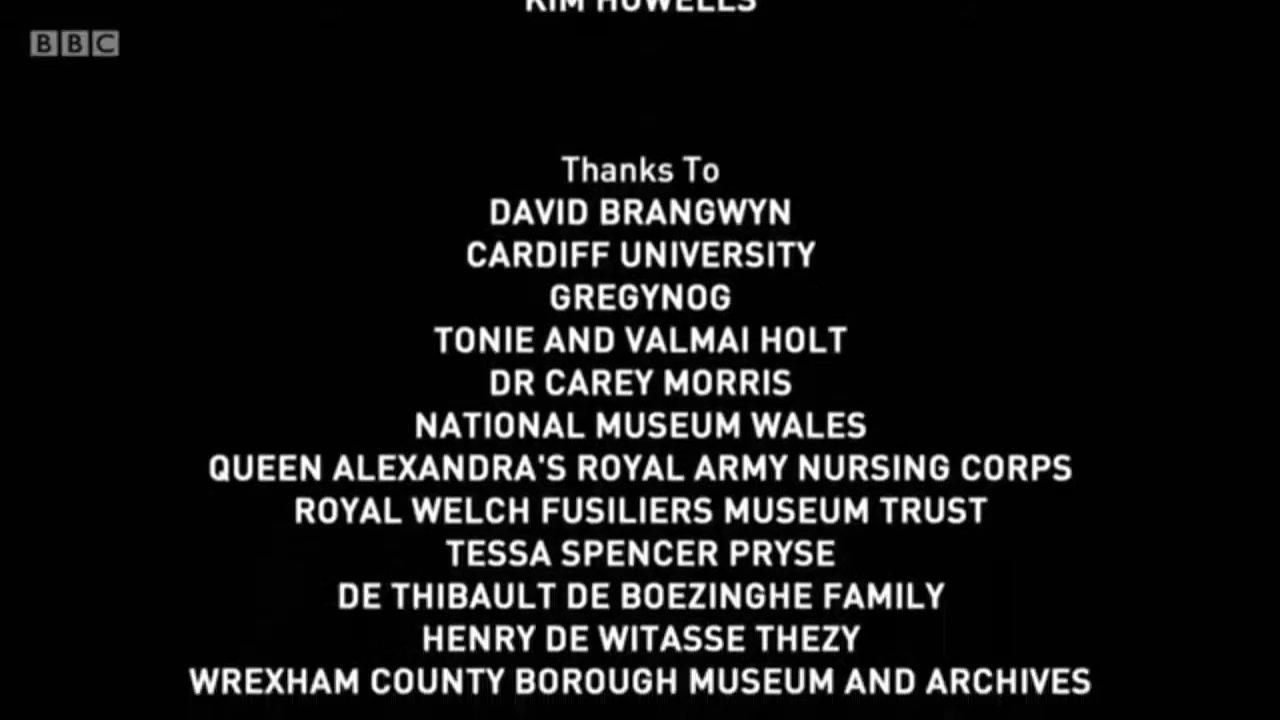 KIM HOWELLS
BBC
Thanks To
DAVID BRANGWYN
CARDIFF UNIVERSITY
GREGYNOG
TONIE AND VALMAI HOLT
DR CAREY MORRIS
NATIONAL MUSEUM WALES
QUEEN ALEXANDRA'S ROYAL ARMY NURSING CORPS
ROYAL WELCH FUSILIERS MUSEUM TRUST
TESSA SPENCER PRYSE
DE THIBAULT DE BOEZINGHE FAMILY
HENRY DE WITASSE THEZY
WREXHAM COUNTY BOROUGH MUSEUM AND ARCHIVES